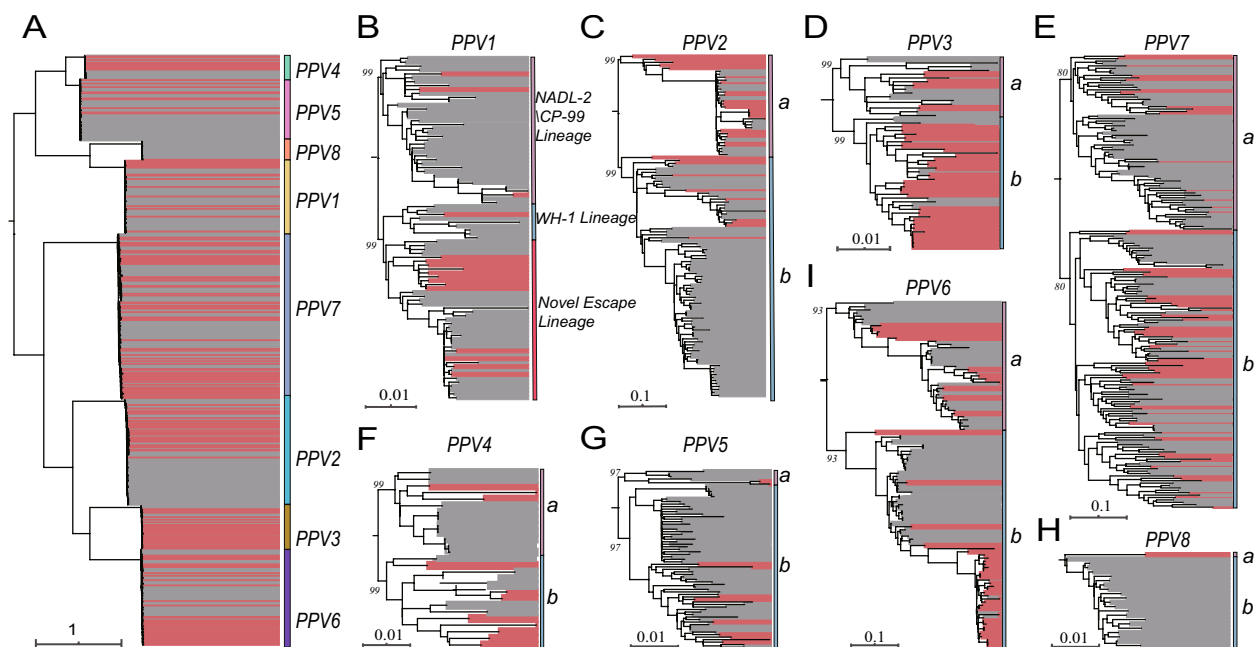 A
PPV4
PPV5
PPV8
PPV1
PPV7
PPV2
PPV3
PPV6
1
B
PPV1
99
NADL-2
\CP-99
Lineage
WH-1 Lineage
99
Novel Escape
Lineage
0.01
C
PPV2
99
a
99
b
0.1
D
PPV3
99
a
99
b
0.01
E
PPV7
80
a
80
b
0.1
F
PPV4
99
a
99
b
0.01
G
PPV5
97
a
97
b
0.01
I
PPV6
93
a
93
b
0.1
H
PPV8
a
b
0.01